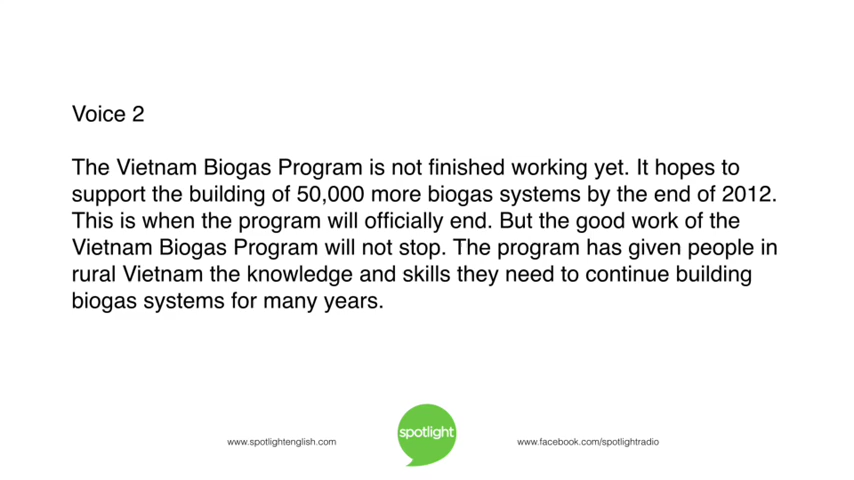 Voice 2
The Vietnam Biogas Program is not finished working yet. It hopes to
support the building of 50,000 more biogas systems by the end of 2012.
This is when the program will officially end. But the good work of the
Vietnam Biogas Program will not stop. The program has given people in
rural Vietnam the knowledge and skills they need to continue building
biogas systems for many years.
www.spotlightenglish.com
spotlight
www.facebook.com/spotlightradio